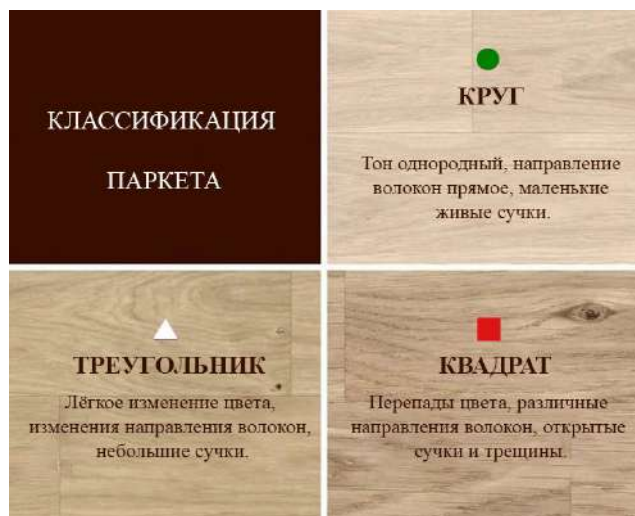 КЛАССИФИКАЦИЯ
ПАРКЕТА
КРУГ
Тон однородный, направление
волокон прямое, маленькие
живые сучки.
ТРЕУГОЛЬНИК
Лёгкое изменение цвета,
изменения направления волокон,
небольшие сучки.
КВАДРАТ
Перепады цвета, различные
направления волокон, открытые
сучки и трещины.